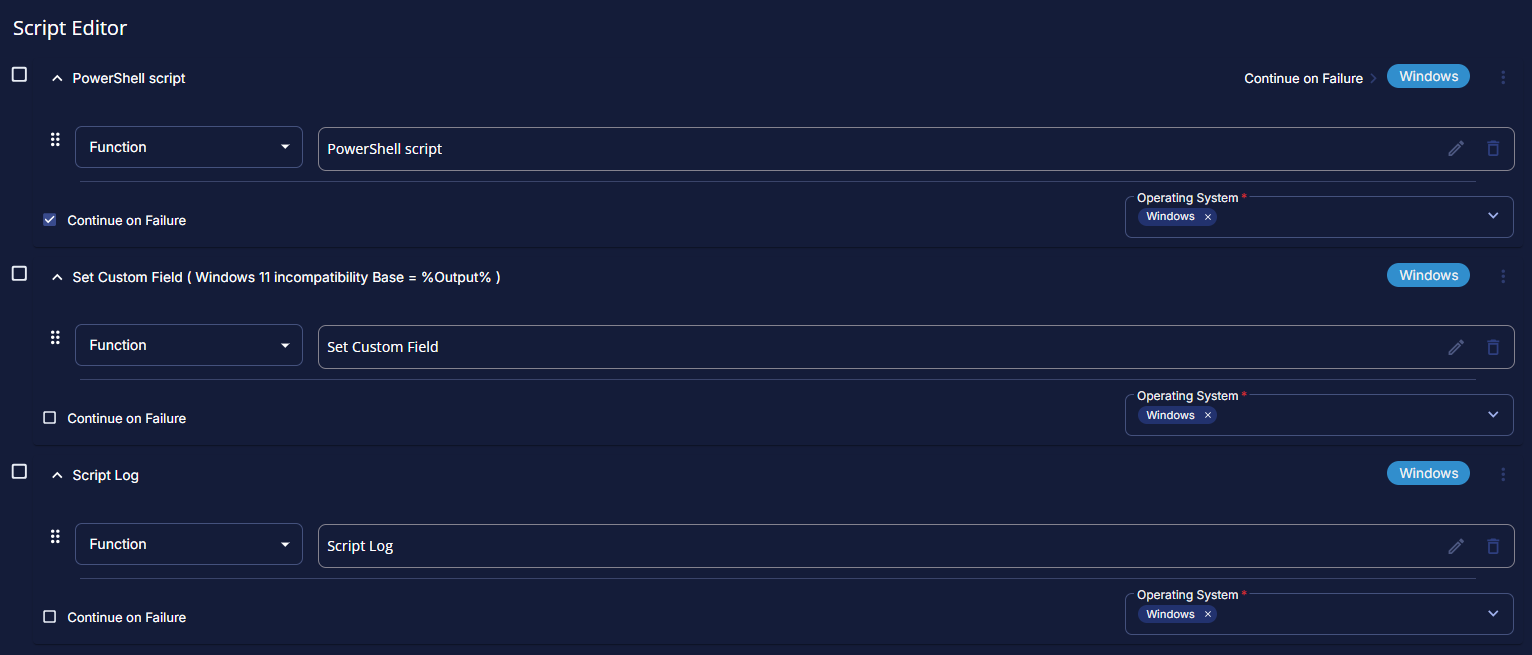 Script Editor
PowerShell script
Continue on Failure
Windows
Function
PowerShell script
Continue on Failure
Operating System *
Windows ×
Set Custom Field ( Windows 11 incompatibility Base = %Output% )
Windows
Function
Set Custom Field
Continue on Failure
Operating System *
Windows ×
Script Log
Windows
Function
Script Log
Continue on Failure
Operating System *
Windows ×